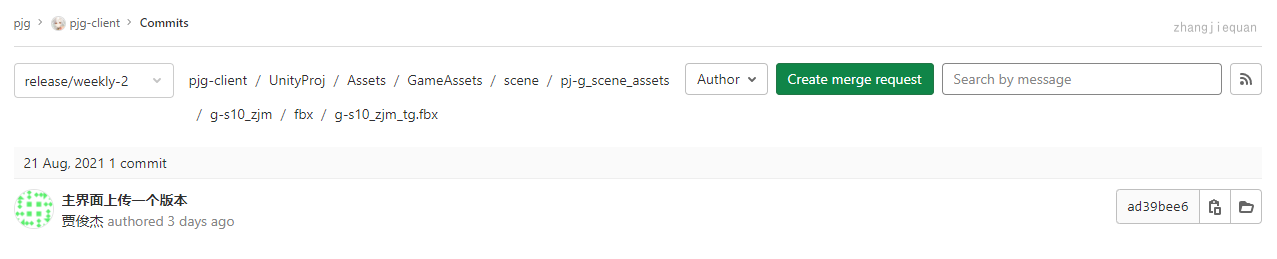 pjg > pjg-client > Commits
zhangjiequan
release/weekly-2 pjg-client / UnityProj / Assets / GameAssets / scene / pj-g_scene_assets Author Create merge request Search by message
/ g-s10_zjm / fbx / g-s10_zjm_tg.fbx
21 Aug, 2021 1 commit
主界面上传一个版本
贾俊杰 authored 3 days ago
ad39bee6